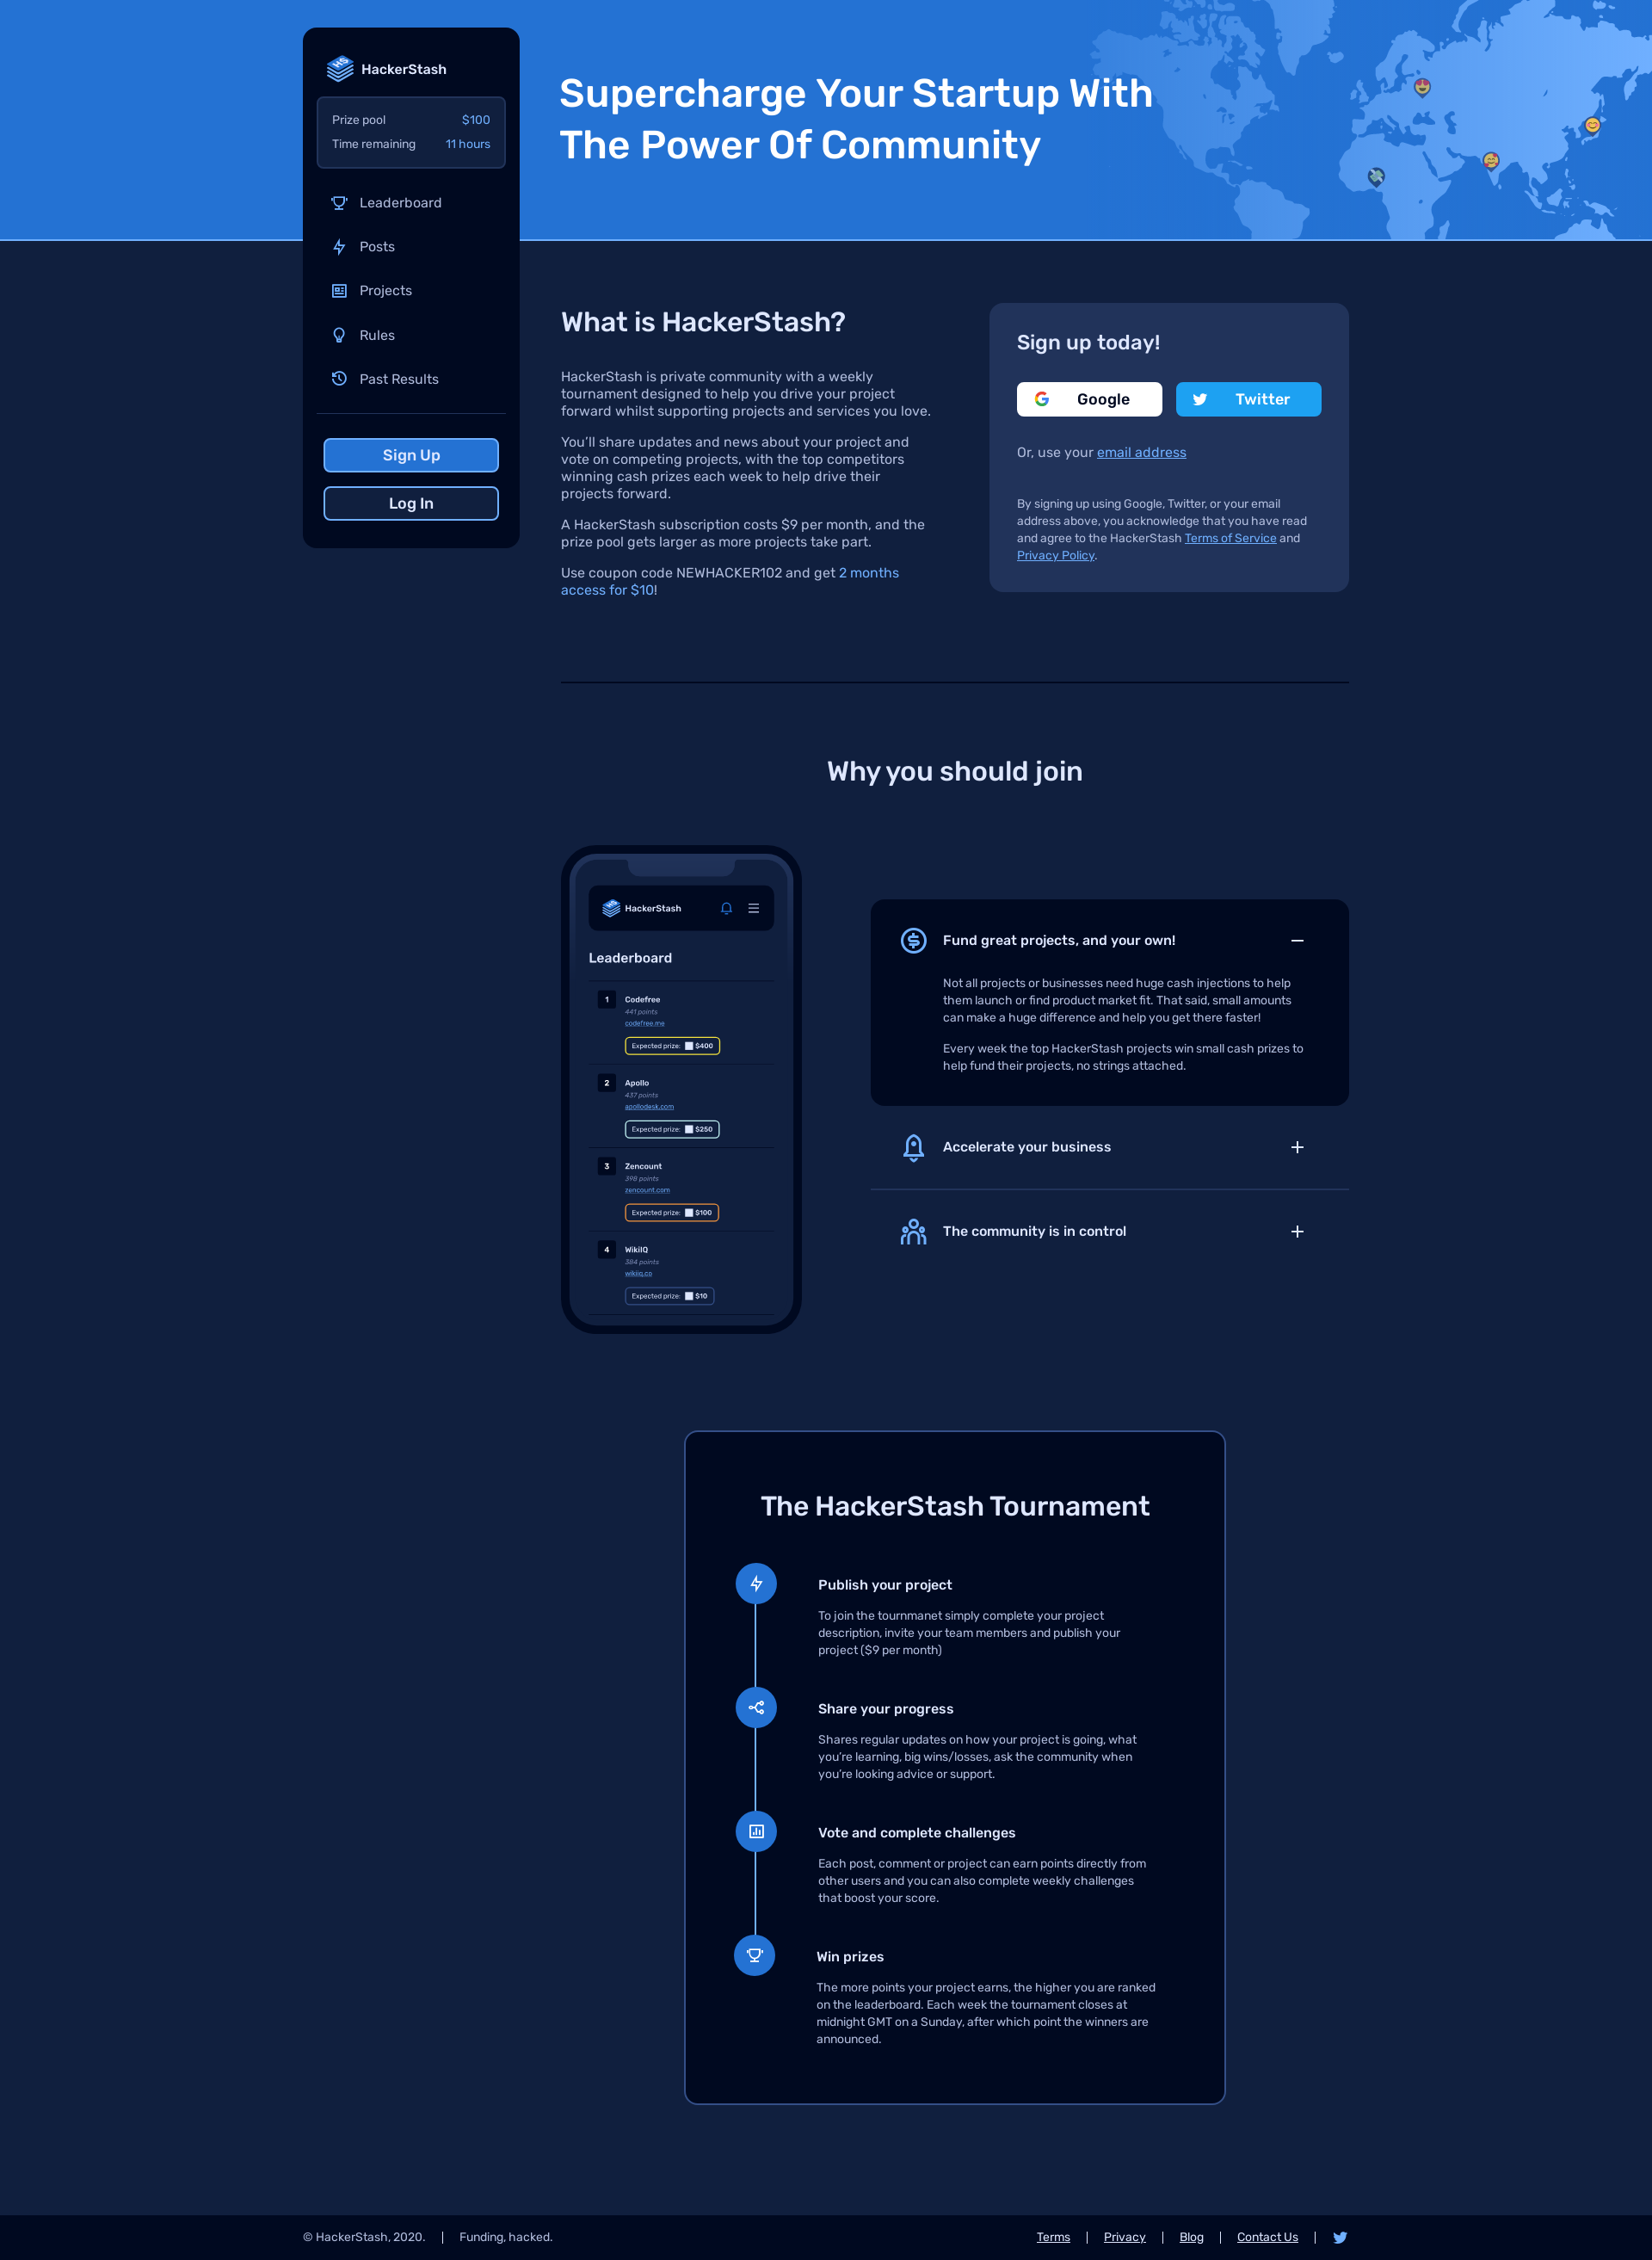 HS
HackerStash
Prize pool $100
Time remaining 11 hours
Leaderboard
Posts
Projects
Rules
Past Results
Sign Up
Log In
Supercharge Your Startup With
The Power Of Community
What is HackerStash?
HackerStash is private community with a weekly
tournament designed to help you drive your project
forward whilst supporting projects and services you love.
You’ll share updates and news about your project and
vote on competing projects, with the top competitors
winning cash prizes each week to help drive their
projects forward.
A HackerStash subscription costs $9 per month, and the
prize pool gets larger as more projects take part.
Use coupon code NEWHACKER102 and get 2 months
access for $10!
Sign up today!
Google
Twitter
Or, use your email address
By signing up using Google, Twitter, or your email
address above, you acknowledge that you have read
and agree to the HackerStash Terms of Service and
Privacy Policy.
Why you should join
HS
HackerStash
Leaderboard
1 Codefree
441 points
codefree.me
Expected prize: $400
2 Apollo
437 points
apollodesk.com
Expected prize: $250
3 Zencount
398 points
zencount.com
Expected prize: $100
4 WikiIQ
384 points
wikiiq.co
Expected prize: $10
Fund great projects, and your own!
Not all projects or businesses need huge cash injections to help
them launch or find product market fit. That said, small amounts
can make a huge difference and help you get there faster!
Every week the top HackerStash projects win small cash prizes to
help fund their projects, no strings attached.
Accelerate your business
The community is in control
The HackerStash Tournament
Publish your project
To join the tournmanet simply complete your project
description, invite your team members and publish your
project ($9 per month)
Share your progress
Shares regular updates on how your project is going, what
you’re learning, big wins/losses, ask the community when
you’re looking advice or support.
Vote and complete challenges
Each post, comment or project can earn points directly from
other users and you can also complete weekly challenges
that boost your score.
Win prizes
The more points your project earns, the higher you are ranked
on the leaderboard. Each week the tournament closes at
midnight GMT on a Sunday, after which point the winners are
announced.
© HackerStash, 2020. | Funding, hacked.
Terms | Privacy | Blog | Contact Us |